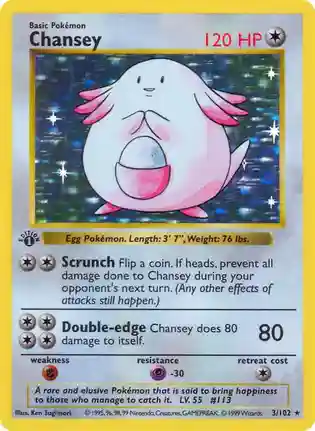 Basic Pokémon
Chansey 120 HP
EDITION
1
Egg Pokémon. Length: 3' 7", Weight: 76 lbs.
Scrunch Flip a coin. If heads, prevent all
damage done to Chansey during your
opponent's next turn. (Any other effects of
attacks still happen.)
Double-edge Chansey does 80
damage to itself.
80
weakness resistance retreat cost
-30
A rare and elusive Pokémon that is said to bring happiness
to those who manage to catch it. LV. 55 #113
Illus. Ken Sugimori ©1995, 96, 98, 99 Nintendo, Creatures, GAMEFREAK. ©1999 Wizards. 3/102 ★